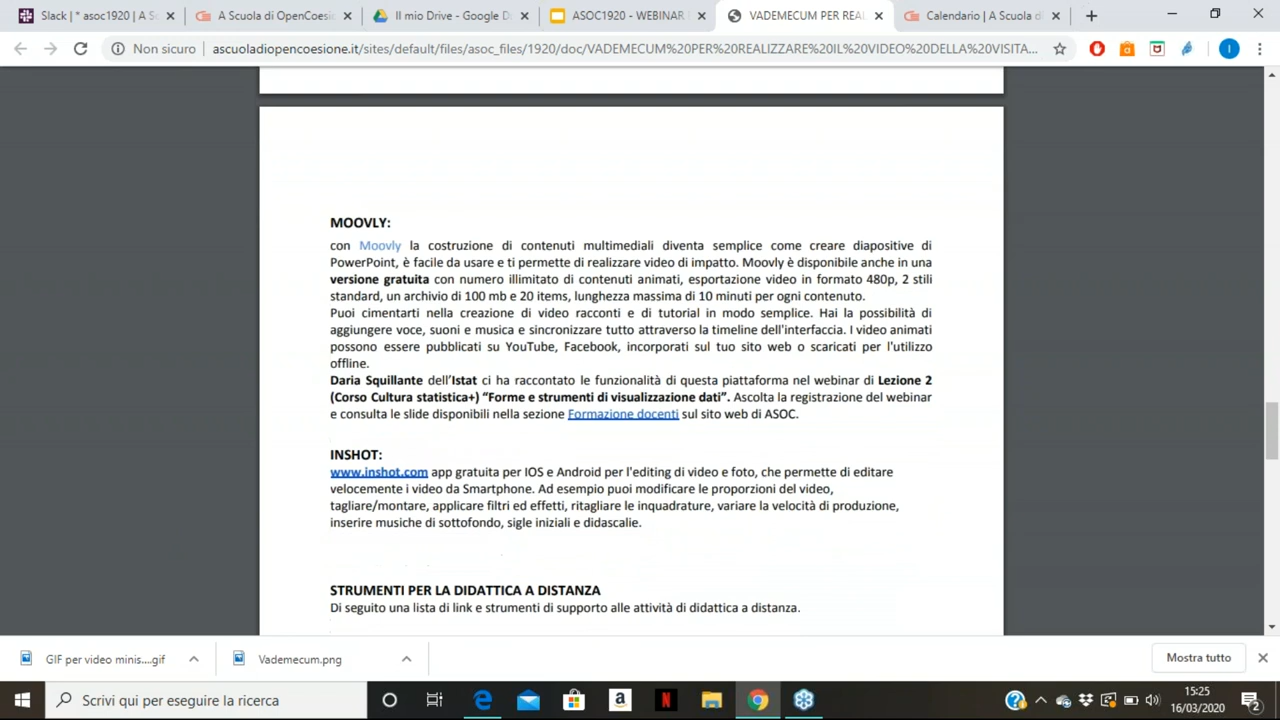 Slack | * asoc1920 | A Sc
A Scuola di OpenCoesi
Il mio Drive - Google D
ASOC1920 - WEBINAR
VADEMECUM PER REAL
Calendario | A Scuola di
Non sicuro
ascuoladiopencoesione.it/sites/default/files/asoc_files/1920/doc/VADEMECUM%20PER%20REALIZZARE%20IL%20VIDEO%20DELLA%20VISITA...
MOOVLY:
con Moovly la costruzione di contenuti multimediali diventa semplice come creare diapositive di
PowerPoint, è facile da usare e ti permette di realizzare video di impatto. Moovly è disponibile anche in una
versione gratuita con numero illimitato di contenuti animati, esportazione video in formato 480p, 2 stili
standard, un archivio di 100 mb e 20 items, lunghezza massima di 10 minuti per ogni contenuto.
Puoi cimentarti nella creazione di video racconti e di tutorial in modo semplice. Hai la possibilità di
aggiungere voce, suoni e musica e sincronizzare tutto attraverso la timeline dell'interfaccia. I video animati
possono essere pubblicati su YouTube, Facebook, incorporati sul tuo sito web o scaricati per l'utilizzo
offline.
Daria Squillante dell'Istat ci ha raccontato le funzionalità di questa piattaforma nel webinar di Lezione 2
(Corso Cultura statistica+) “Forme e strumenti di visualizzazione dati”. Ascolta la registrazione del webinar
e consulta le slide disponibili nella sezione Formazione docenti sul sito web di ASOC.
INSHOT:
www.inshot.com app gratuita per IOS e Android per l'editing di video e foto, che permette di editare
velocemente i video da Smartphone. Ad esempio puoi modificare le proporzioni del video,
tagliare/montare, applicare filtri ed effetti, ritagliare le inquadrature, variare la velocità di produzione,
inserire musiche di sottofondo, sigle iniziali e didascalie.
STRUMENTI PER LA DIDATTICA A DISTANZA
Di seguito una lista di link e strumenti di supporto alle attività di didattica a distanza.
GIF per video minis....gif
Vademecum.png
Mostra tutto
Scrivi qui per eseguire la ricerca
15:25
16/03/2020
2